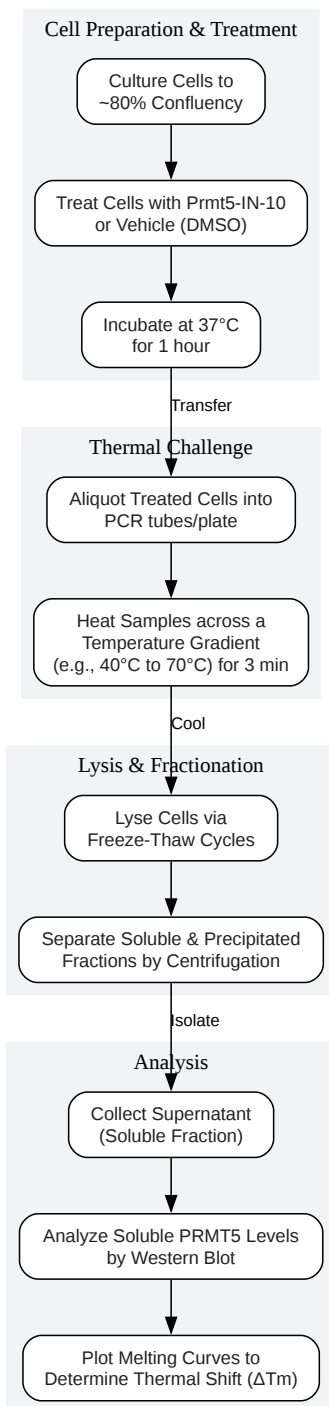 Cell Preparation & Treatment
Culture Cells to
~80% Confluency
Treat Cells with Prmt5-IN-10
or Vehicle (DMSO)
Incubate at 37°C
for 1 hour
Transfer
Thermal Challenge
Aliquot Treated Cells into
PCR tubes/plate
Heat Samples across a
Temperature Gradient
(e.g., 40°C to 70°C) for 3 min
Cool
Lysis & Fractionation
Lyse Cells via
Freeze-Thaw Cycles
Separate Soluble & Precipitated
Fractions by Centrifugation
Isolate
Analysis
Collect Supernatant
(Soluble Fraction)
Analyze Soluble PRMT5 Levels
by Western Blot
Plot Melting Curves to
Determine Thermal Shift (ΔTm)